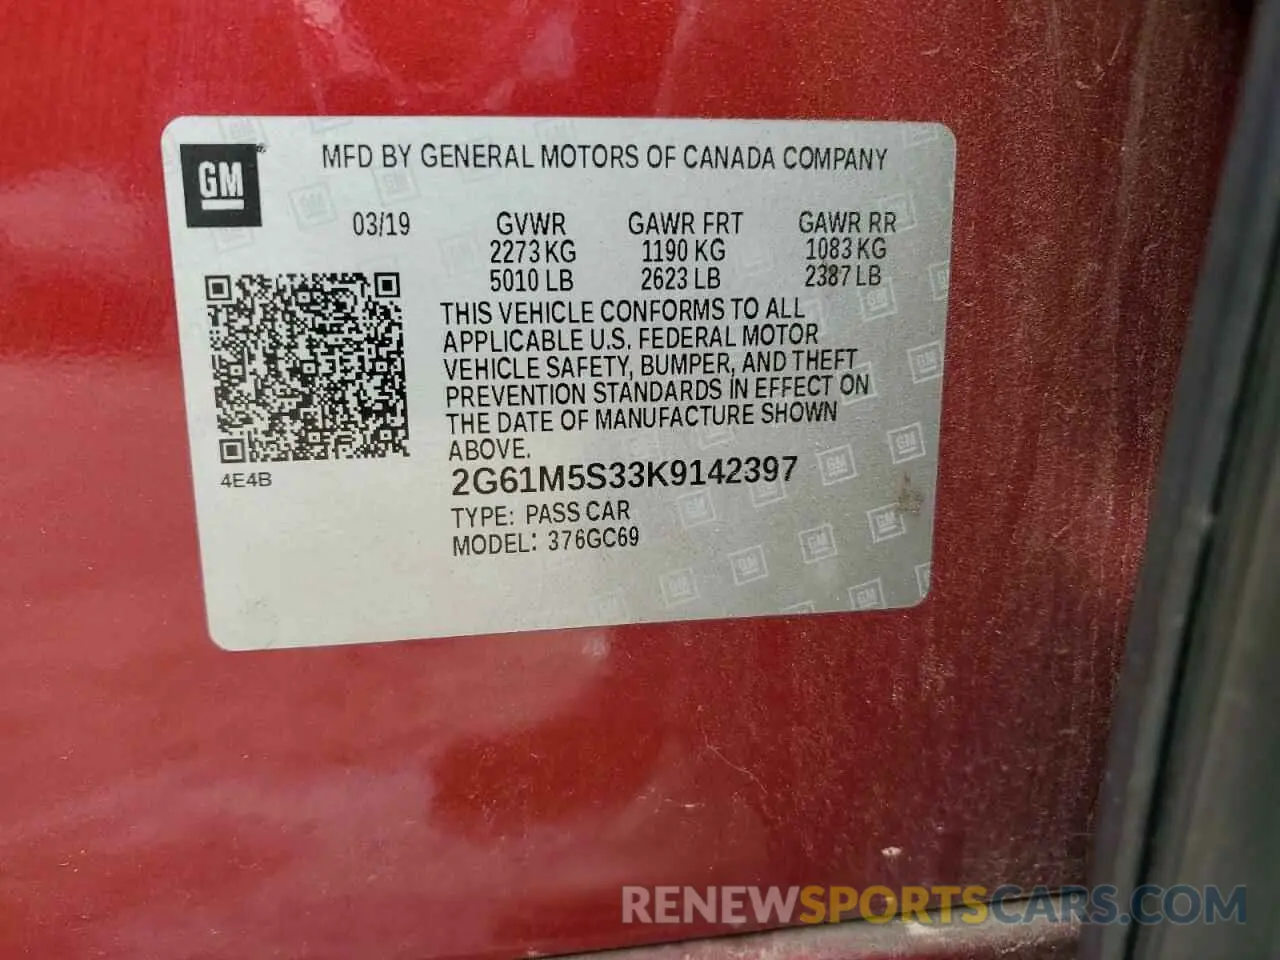 GM
MFD BY GENERAL MOTORS OF CANADA COMPANY
03/19 GVWR GAWR FRT GAWR RR
2273 KG 1190 KG 1083 KG
5010 LB 2623 LB 2387 LB
THIS VEHICLE CONFORMS TO ALL
APPLICABLE U.S. FEDERAL MOTOR
VEHICLE SAFETY, BUMPER, AND THEFT
PREVENTION STANDARDS IN EFFECT ON
THE DATE OF MANUFACTURE SHOWN
ABOVE.
4E4B
2G61M5S33K9142397
TYPE: PASS CAR
MODEL: 376GC69
RENEWSPORTSCARS.COM